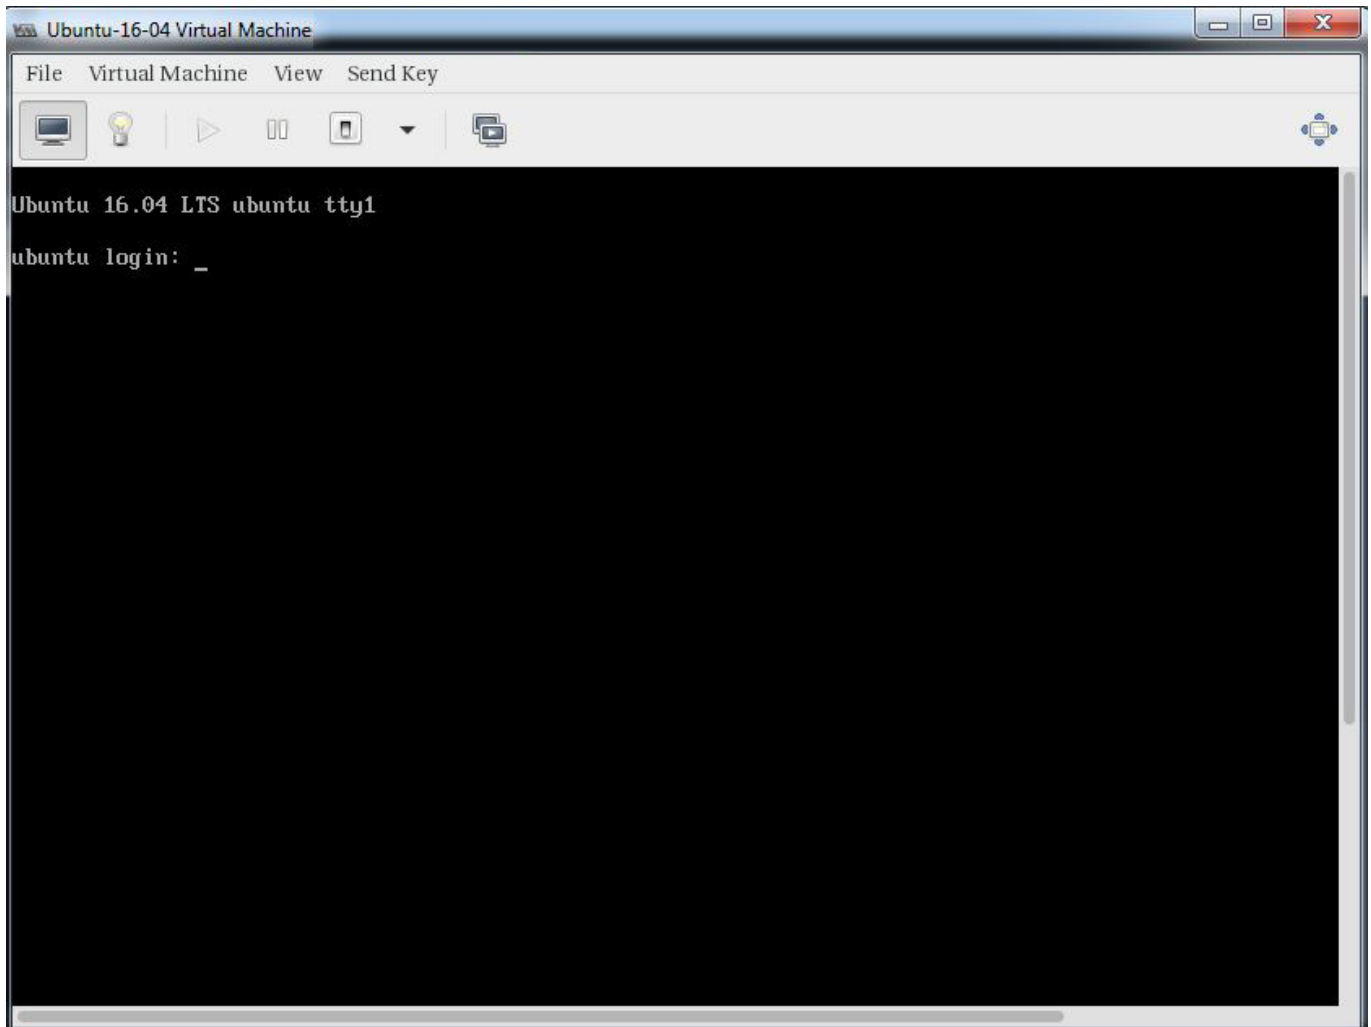 Ubuntu-16-04 Virtual Machine
File Virtual Machine View Send Key
Ubuntu 16.04 LTS ubuntu tty1
ubuntu login: _